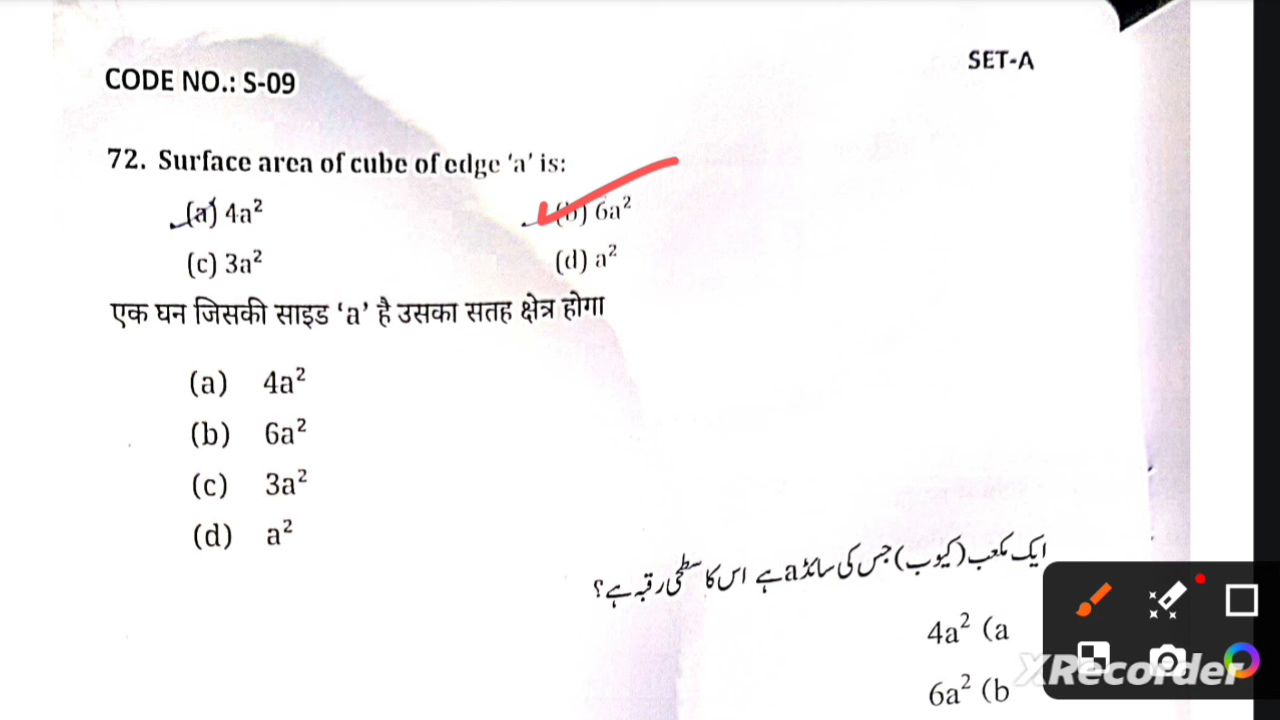 SET-A
CODE NO.: S-09
72. Surface area of cube of edge ‘a’ is:
(a) 4a² (b) 6a²
(c) 3a² (d) a²
एक घन जिसकी साइड ‘a’ है उसका सतह क्षेत्र होगा
(a) 4a²
(b) 6a²
(c) 3a²
(d) a²
ایک مکعب (کیوب) جس کی سائڈ a ہے اس کا سطحی رقبہ ہے؟
4a² (a
6a² (b
XRecorder